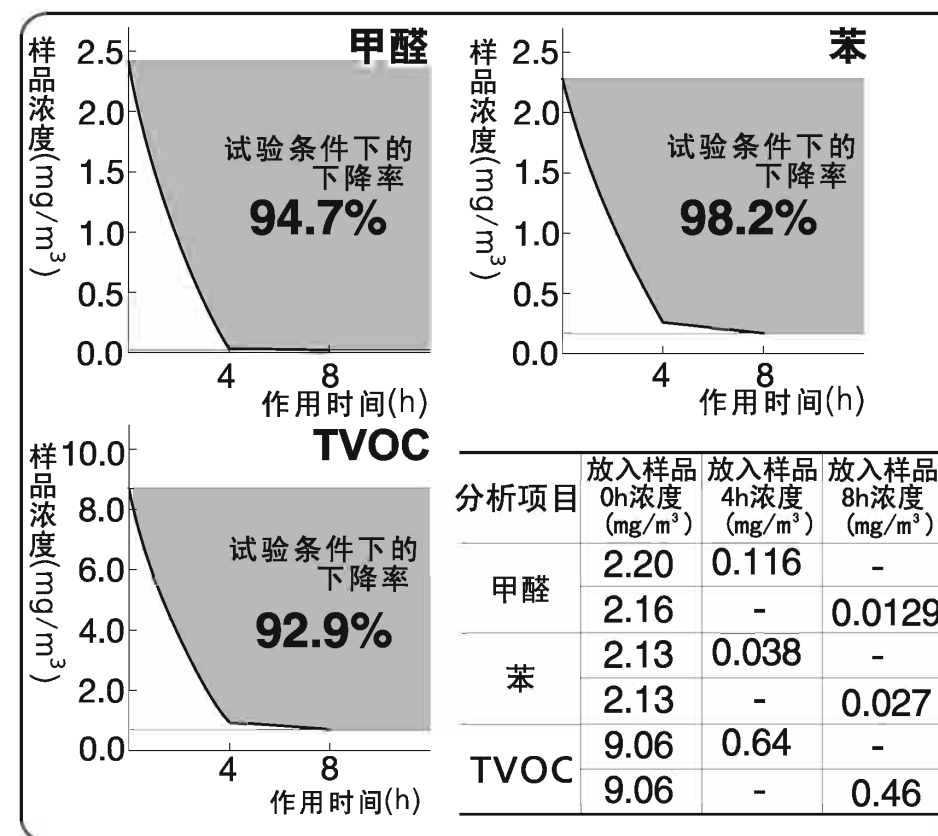 甲醛
样品浓度(mg/m³)
2.5
2.0
1.5
1.0
0.5
0.0
试验条件下的
下降率
94.7%
4
8
作用时间(h)
苯
样品浓度(mg/m³)
2.5
2.0
1.5
1.0
0.5
0.0
试验条件下的
下降率
98.2%
4
8
作用时间(h)
TVOC
样品浓度(mg/m³)
10.0
8.0
6.0
4.0
2.0
0.0
试验条件下的
下降率
92.9%
4
8
作用时间(h)
分析项目 放入样品0h浓度(mg/m³) 放入样品4h浓度(mg/m³) 放入样品8h浓度(mg/m³)
甲醛 2.20 0.116 -
2.16 - 0.0129
苯 2.13 0.038 -
2.13 - 0.027
TVOC 9.06 0.64 -
9.06 - 0.46